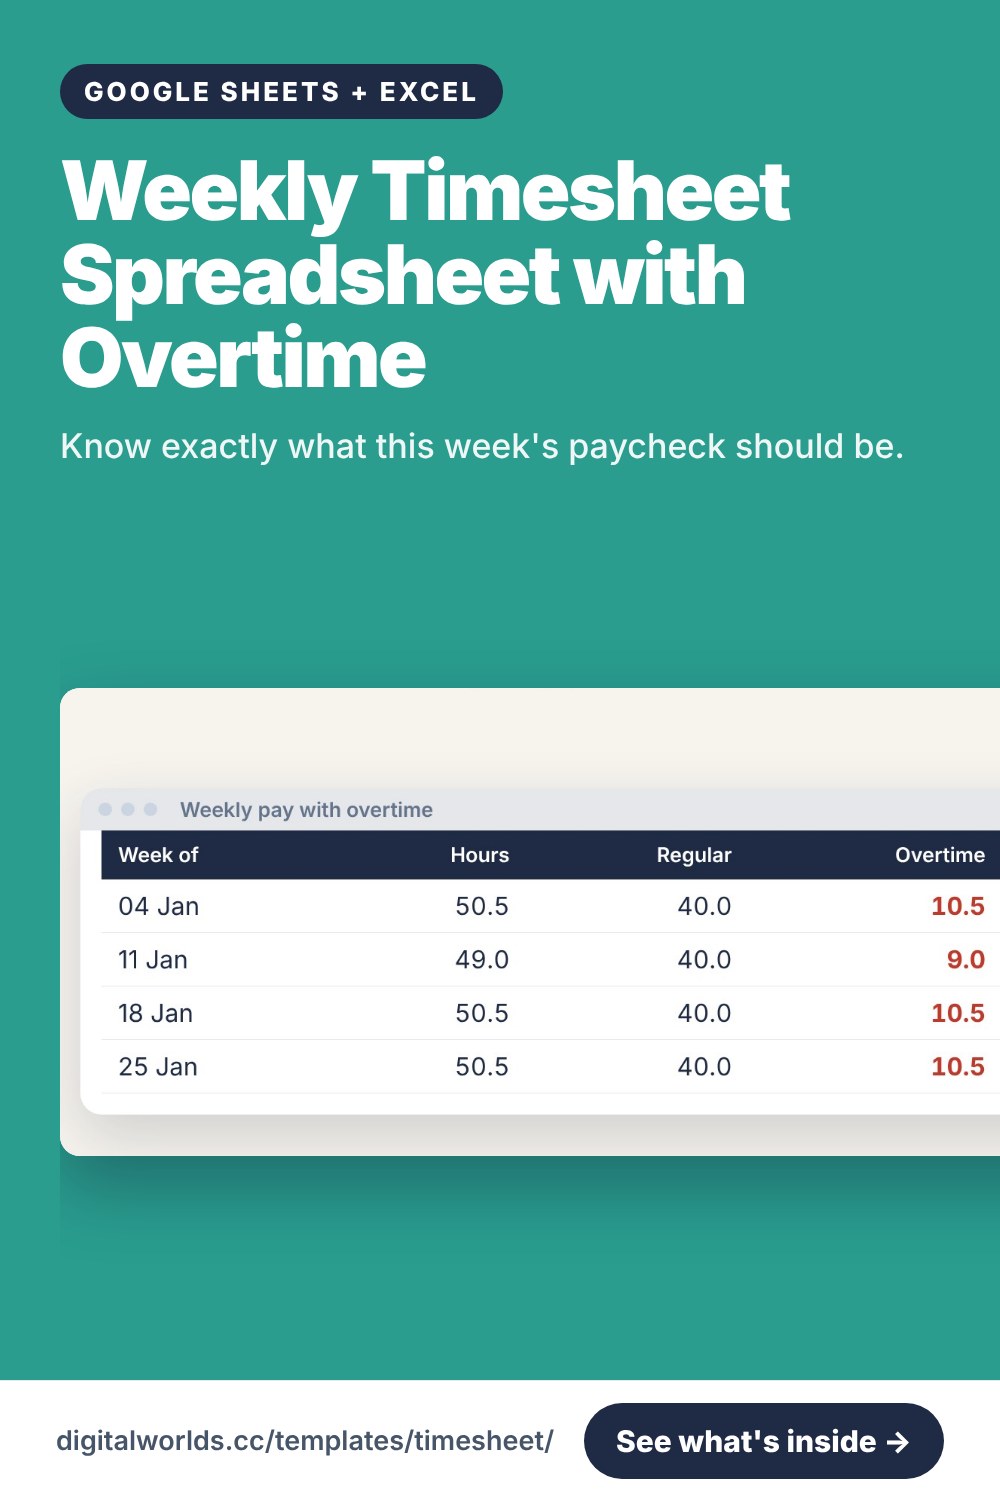 GOOGLE SHEETS + EXCEL
Weekly Timesheet
Spreadsheet with
Overtime
Know exactly what this week's paycheck should be.
Weekly pay with overtime
Week of Hours Regular Overtime
04 Jan 50.5 40.0 10.5
11 Jan 49.0 40.0 9.0
18 Jan 50.5 40.0 10.5
25 Jan 50.5 40.0 10.5
digitalworlds.cc/templates/timesheet/ See what's inside →